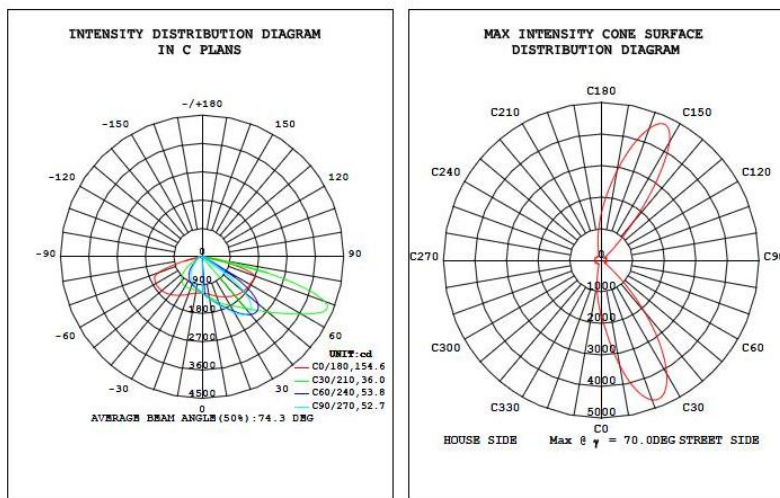 INTENSITY DISTRIBUTION DIAGRAM
IN C PLANS
-/+180
-150
150
-120
120
-90
90
-60
60
-30
30
0
0
900
1800
2700
3600
4500
UNIT:cd
C0/180,154.6
C30/210,36.0
C60/240,53.8
C90/270,52.7
AVERAGE BEAM ANGLE(50%):74.3 DEG
MAX INTENSITY CONE SURFACE
DISTRIBUTION DIAGRAM
C180
C210
C150
C240
C120
C270
C90
C300
C60
C330
C30
C0
0
1000
2000
3000
4000
5000
HOUSE SIDE
Max @ γ = 70.0DEG
STREET SIDE